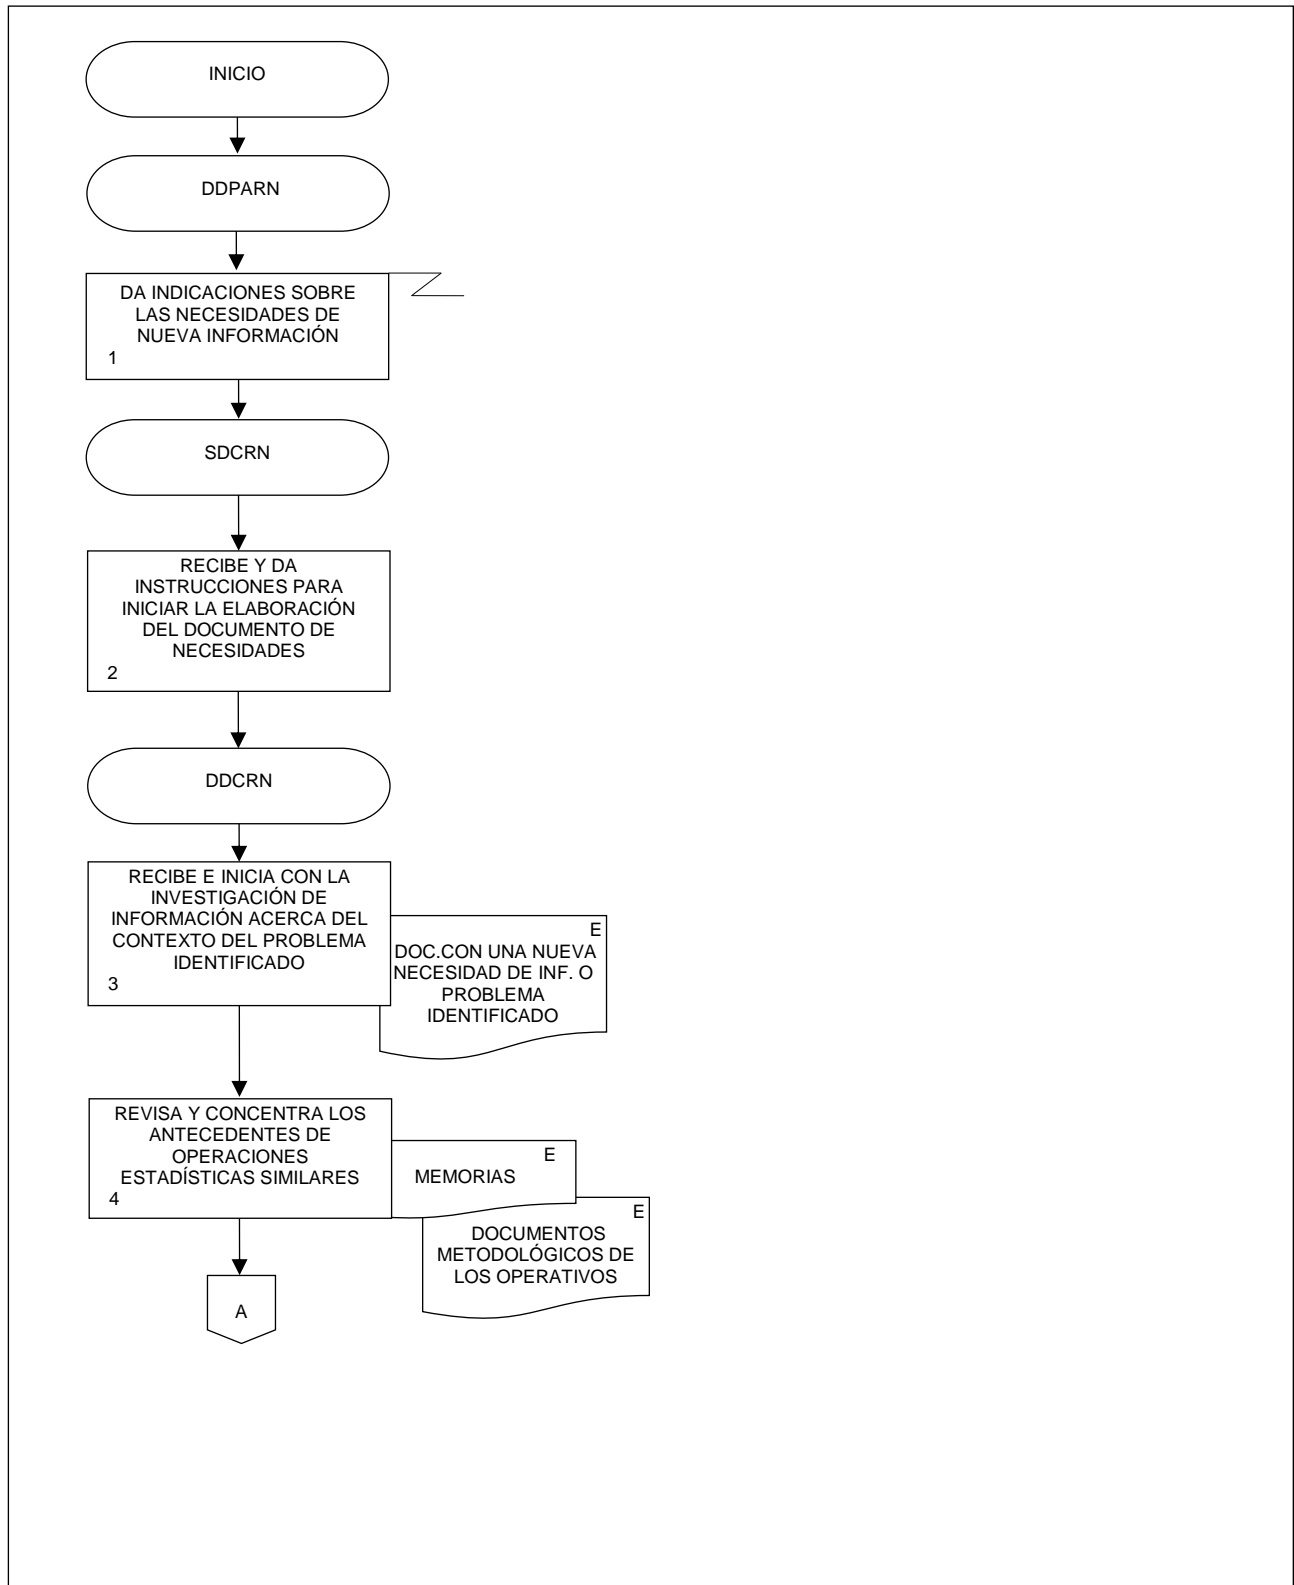 INICIO
DDPARN
DA INDICACIONES SOBRE
LAS NECESIDADES DE
NUEVA INFORMACIÓN
1
SDCRN
RECIBE Y DA
INSTRUCCIONES PARA
INICIAR LA ELABORACIÓN
DEL DOCUMENTO DE
NECESIDADES
2
DDCRN
RECIBE E INICIA CON LA
INVESTIGACIÓN DE
INFORMACIÓN ACERCA DEL
CONTEXTO DEL PROBLEMA
IDENTIFICADO
3
E
DOC.CON UNA NUEVA
NECESIDAD DE INF. O
PROBLEMA
IDENTIFICADO
REVISA Y CONCENTRA LOS
ANTECEDENTES DE
OPERACIONES
ESTADÍSTICAS SIMILARES
4
E
MEMORIAS
E
DOCUMENTOS
METODOLÓGICOS DE
LOS OPERATIVOS
A